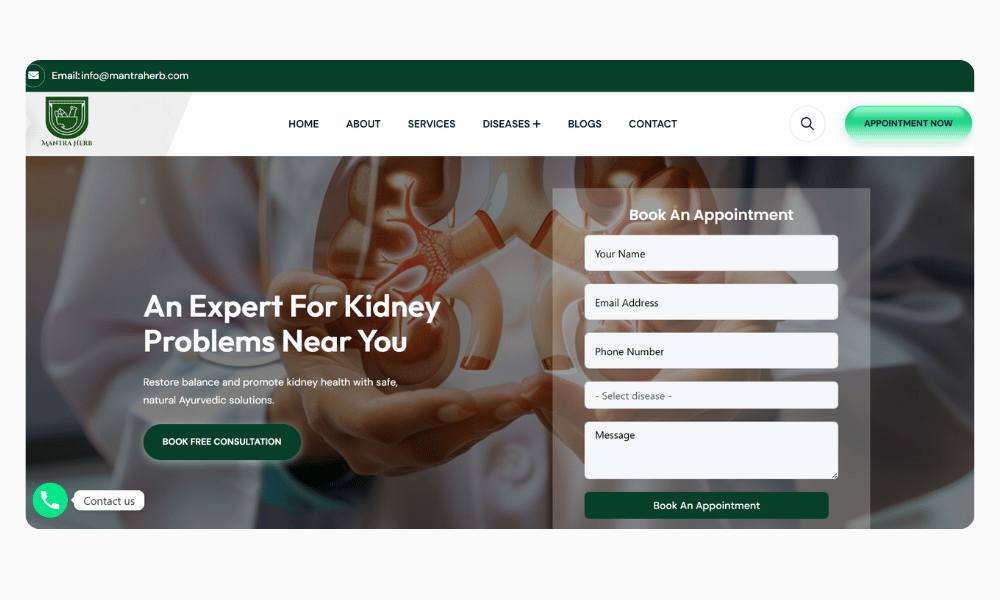 Email: info@mantraherb.com
MANTRA HERB
HOME
ABOUT
SERVICES
DISEASES +
BLOGS
CONTACT
APPOINTMENT NOW
An Expert For Kidney
Problems Near You
Restore balance and promote kidney health with safe,
natural Ayurvedic solutions.
BOOK FREE CONSULTATION
Contact us
Book An Appointment
Your Name
Email Address
Phone Number
- Select disease -
Message
Book An Appointment